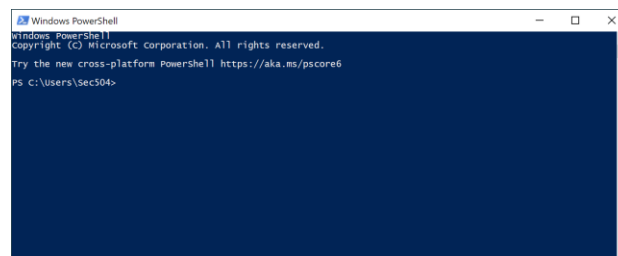 Windows PowerShell
Windows PowerShell
Copyright (C) Microsoft Corporation. All rights reserved.
Try the new cross-platform PowerShell https://aka.ms/pscore6
PS C:\Users\Sec504>